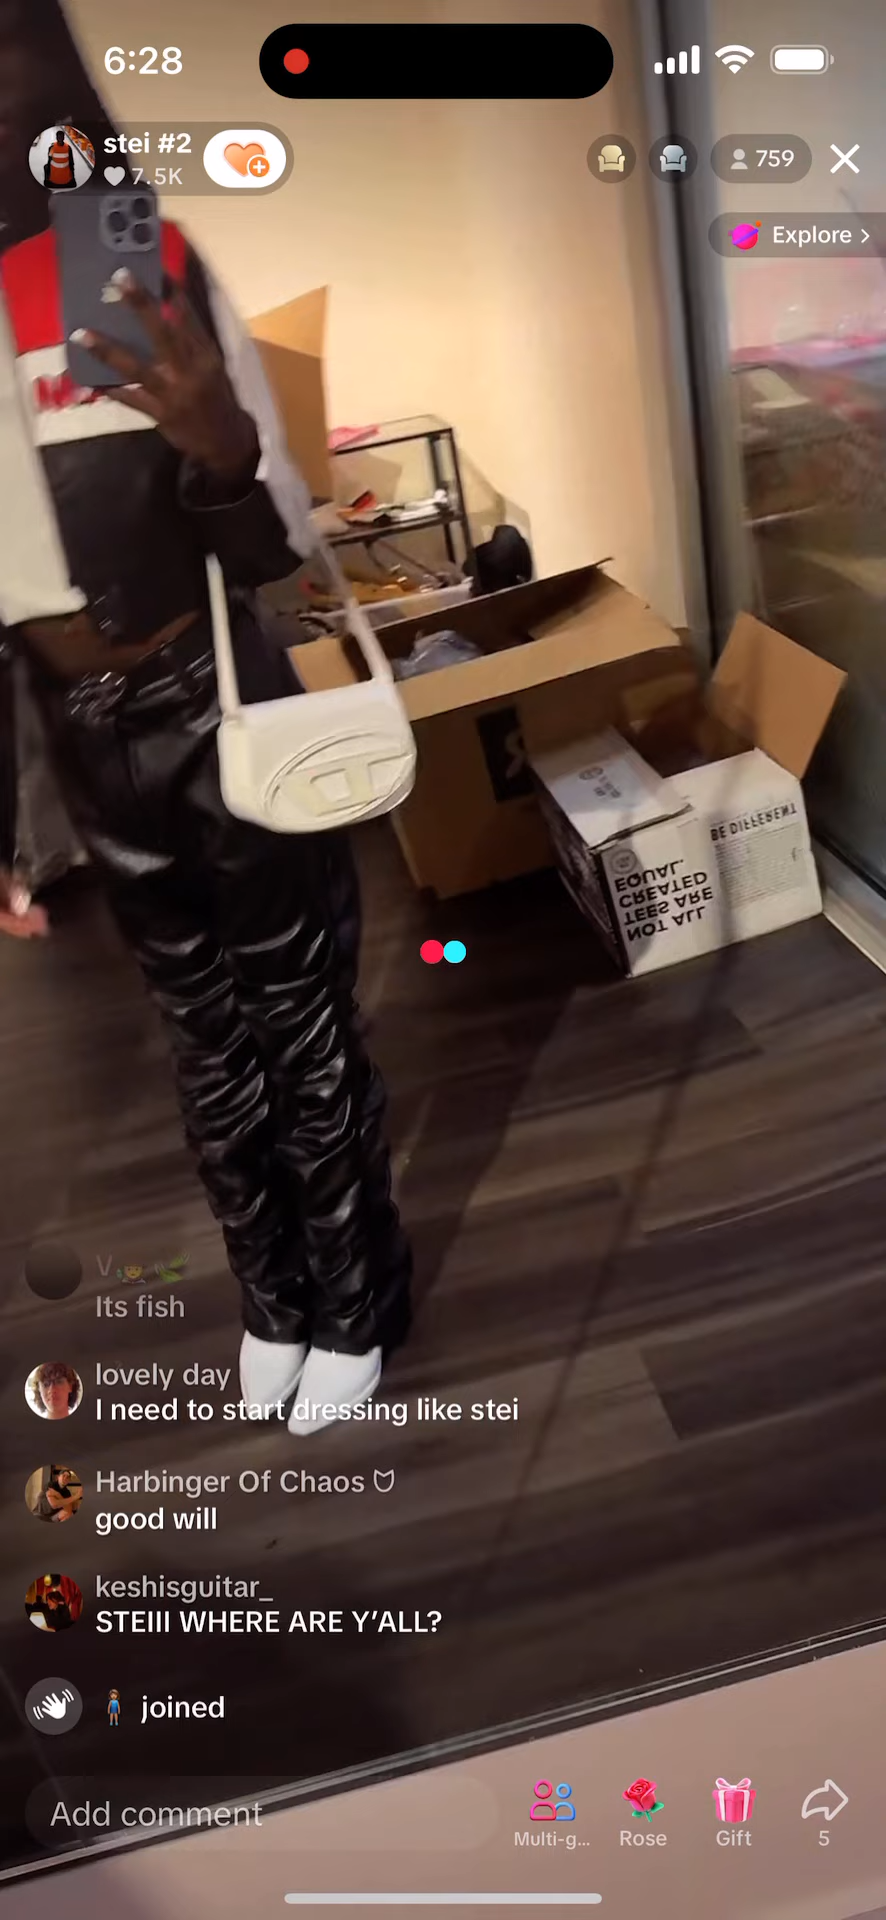 6:28
stei #2
7.5K
759
Explore >
BE DIFFERENT
NOT ALL
TEES ARE
CREATED
EQUAL.
V
Its fish
lovely day
I need to start dressing like stei
Harbinger Of Chaos
good will
keshisguitar_
STEIII WHERE ARE Y'ALL?
joined
Add comment
Multi-g...
Rose
Gift
5